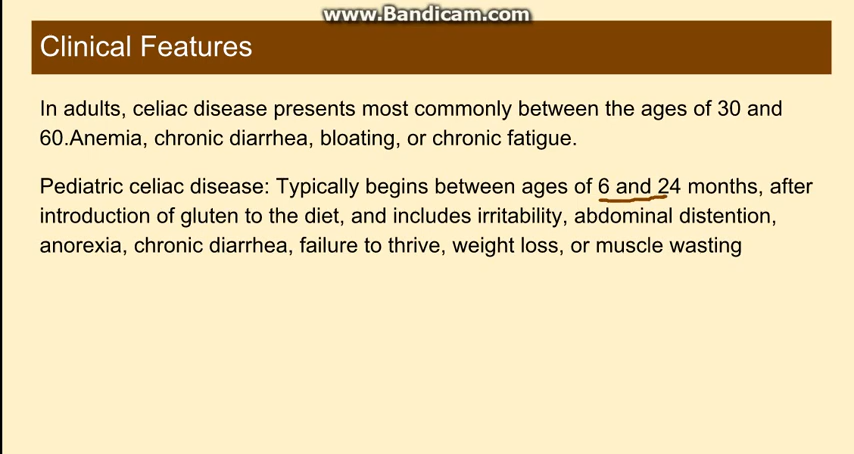 www.Bandicam.com
Clinical Features
In adults, celiac disease presents most commonly between the ages of 30 and
60.Anemia, chronic diarrhea, bloating, or chronic fatigue.
Pediatric celiac disease: Typically begins between ages of 6 and 24 months, after
introduction of gluten to the diet, and includes irritability, abdominal distention,
anorexia, chronic diarrhea, failure to thrive, weight loss, or muscle wasting